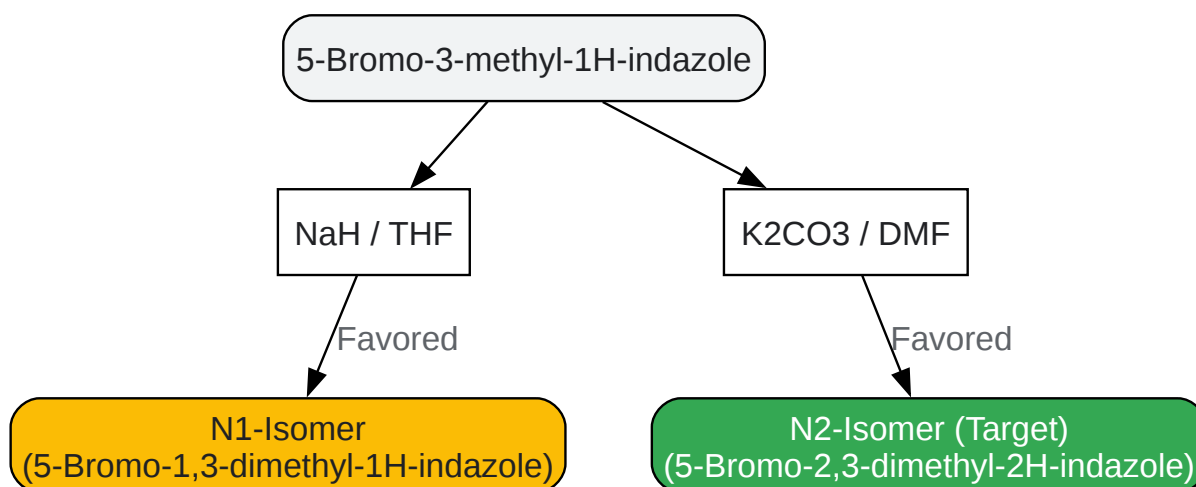 5-Bromo-3-methyl-1H-indazole
NaH / THF
K2CO3 / DMF
Favored
Favored
N1-Isomer
(5-Bromo-1,3-dimethyl-1H-indazole)
N2-Isomer (Target)
(5-Bromo-2,3-dimethyl-2H-indazole)